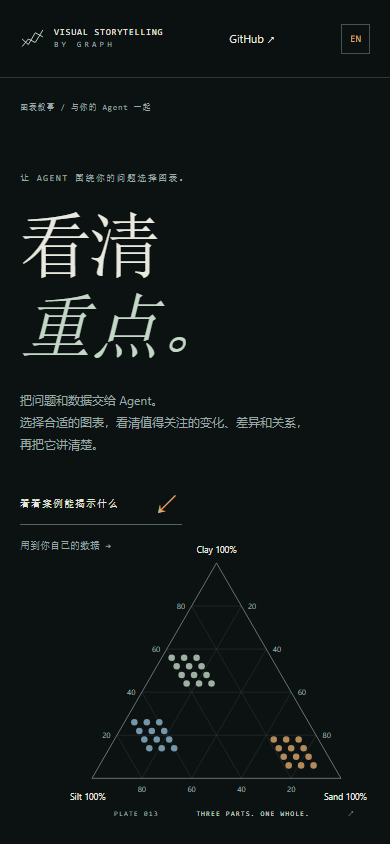 VISUAL STORYTELLING
BY GRAPH
GitHub ↗
EN
图表叙事 / 与你的 Agent 一起
让 AGENT 围绕你的问题选择图表。
看清
重点。
把问题和数据交给 Agent。
选择合适的图表，看清值得关注的变化、差异和关系，
再把它讲清楚。
看看案例能揭示什么 ↙
用到你自己的数据 →
Clay 100%
80 20
60 40
40 60
20 80
80 60 40 20
Silt 100% Sand 100%
PLATE 013 THREE PARTS. ONE WHOLE. ↗